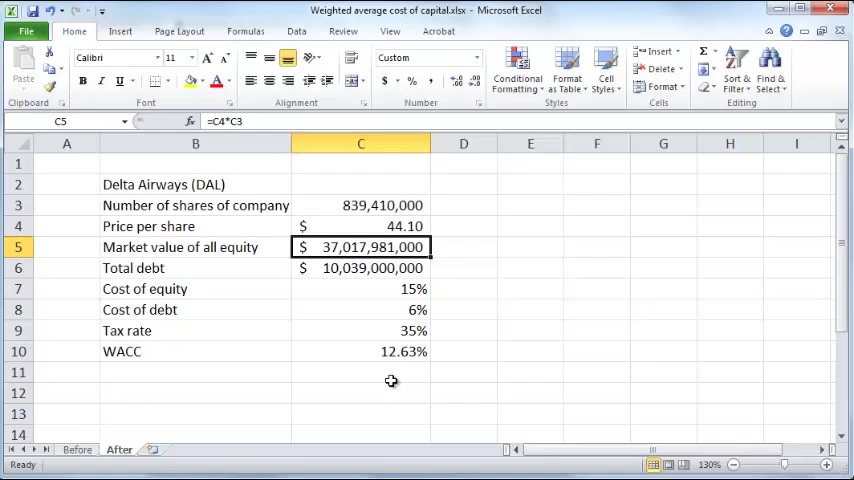 Weighted average cost of capital.xlsx - Microsoft Excel
File Home Insert Page Layout Formulas Data Review View Acrobat
Paste Calibri 11 A A Custom Conditional Formatting Format as Table Cell Styles Insert Delete Format Sort & Filter Find & Select
B I U A $ % , .0 .00 .00 .0 Σ
Clipboard Font Alignment Number Styles Cells Editing
C5 fx =C4*C3
A B C D E F G H I
1
2 Delta Airways (DAL)
3 Number of shares of company 839,410,000
4 Price per share $ 44.10
5 Market value of all equity $ 37,017,981,000
6 Total debt $ 10,039,000,000
7 Cost of equity 15%
8 Cost of debt 6%
9 Tax rate 35%
10 WACC 12.63%
11
12
13
14
Before After
Ready 130%